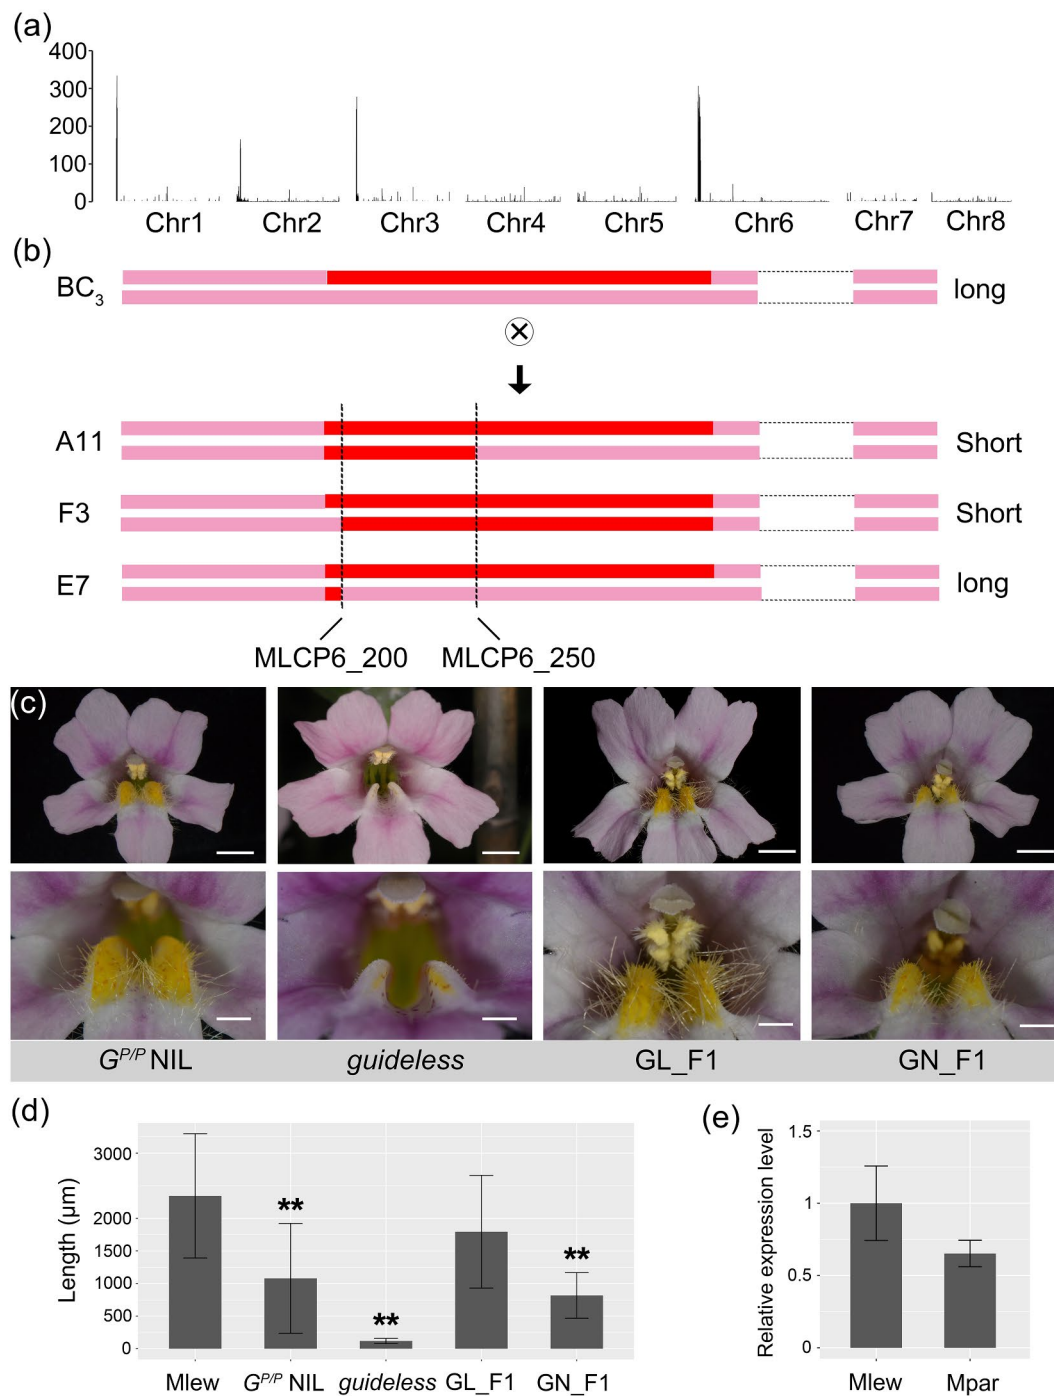 (a)
400
300
200
100
0
Chr1 Chr2 Chr3 Chr4 Chr5 Chr6 Chr7 Chr8
(b)
BC3 long
A11 Short
F3 Short
E7 long
MLCP6_200 MLCP6_250
(c)
G^P/P NIL guideless GL_F1 GN_F1
(d)
Length (µm)
3000
2000
1500
1000
500
0
** ** **
Mlew G^P/P NIL guideless GL_F1 GN_F1
(e)
Relative expression level
1.5
1
0.5
0
Mlew Mpar